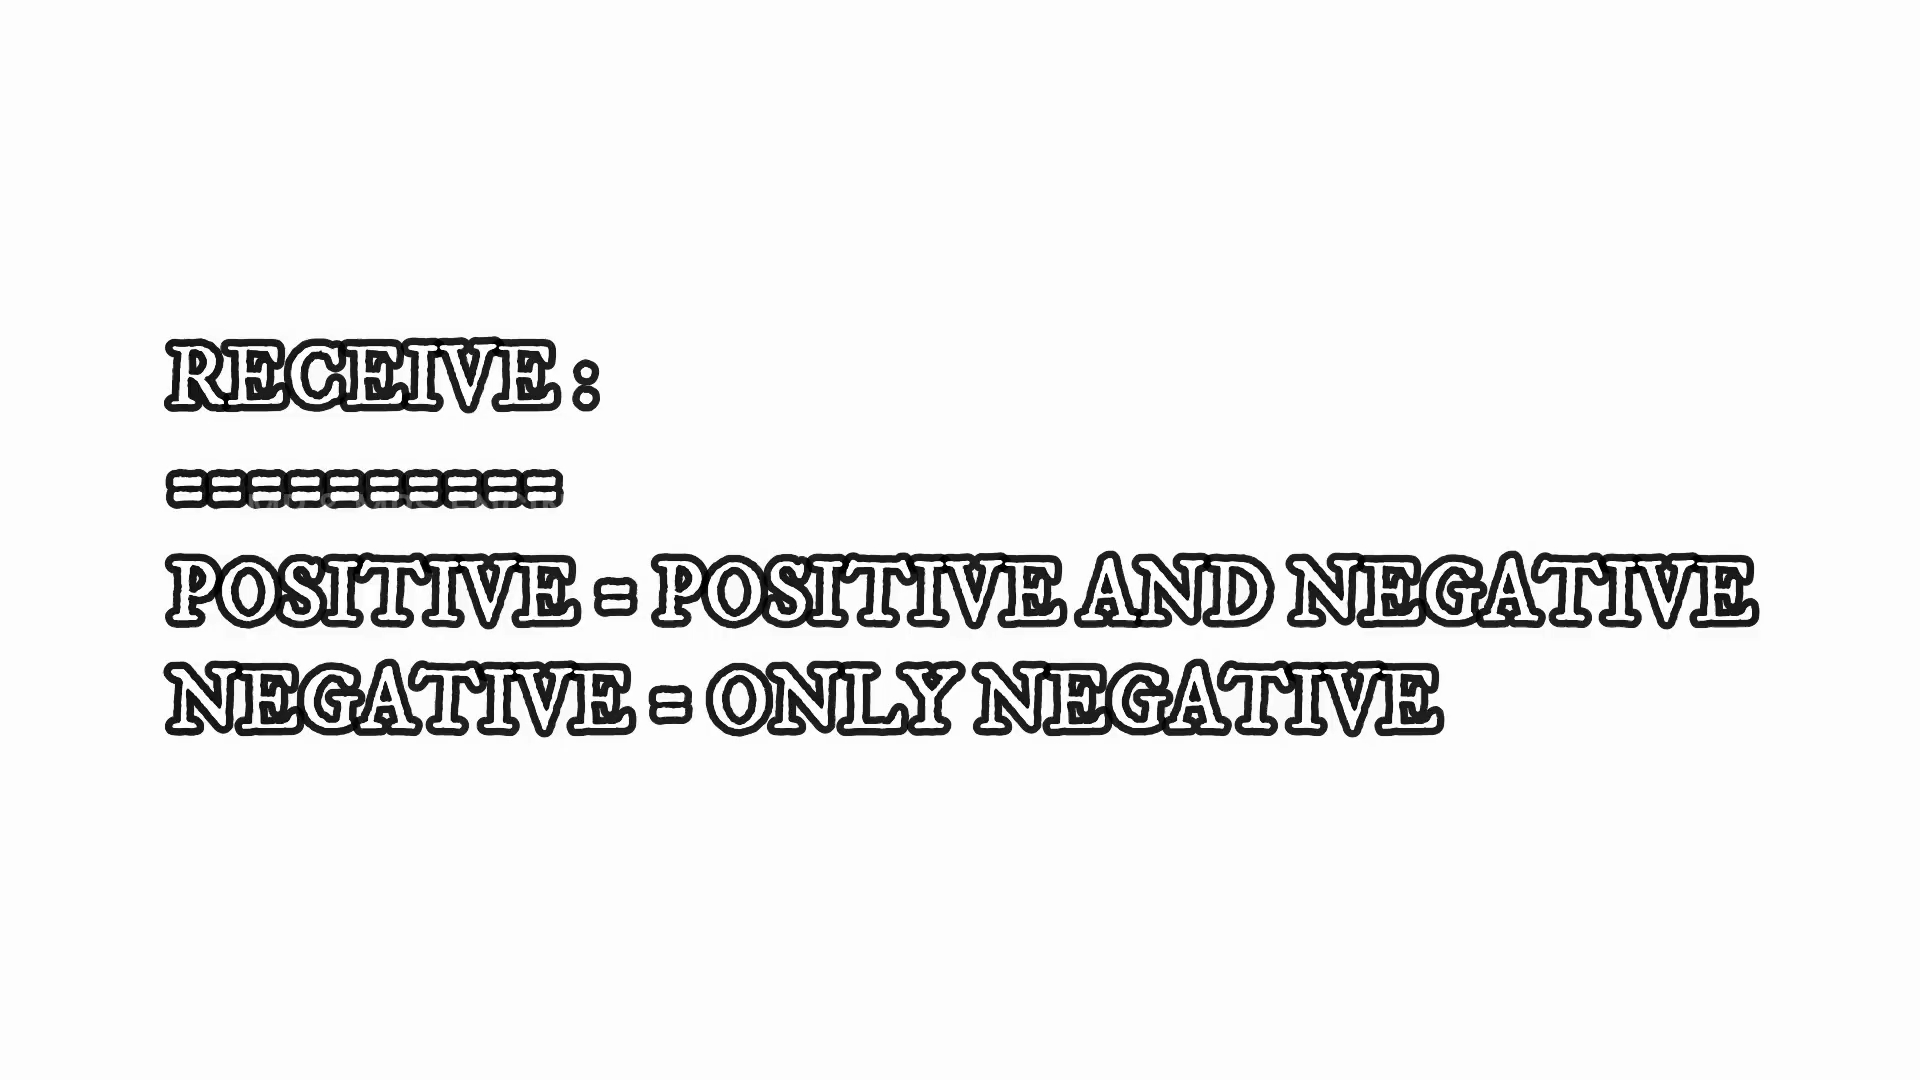 RECEIVE :
==========
POSITIVE = POSITIVE AND NEGATIVE
NEGATIVE = ONLY NEGATIVE